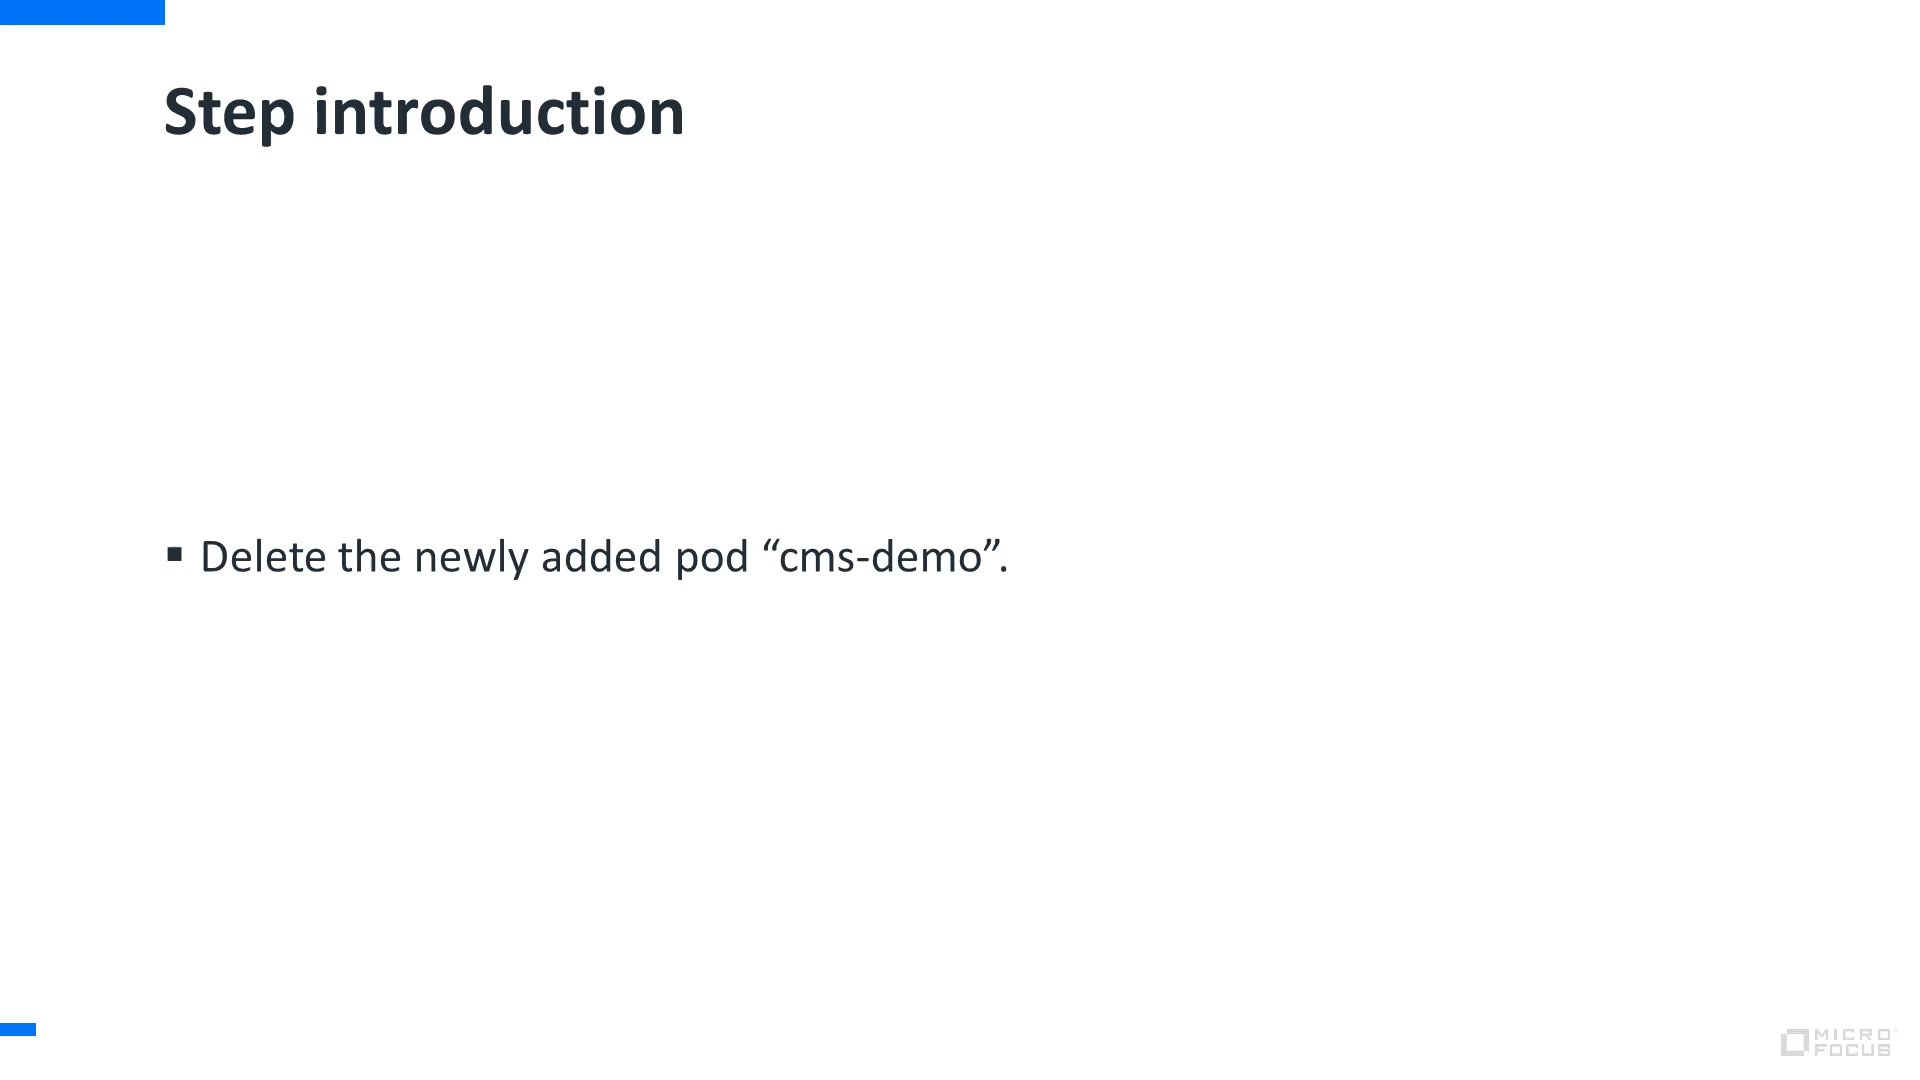 Step introduction
▪ Delete the newly added pod “cms-demo”.
MICRO
FOCUS